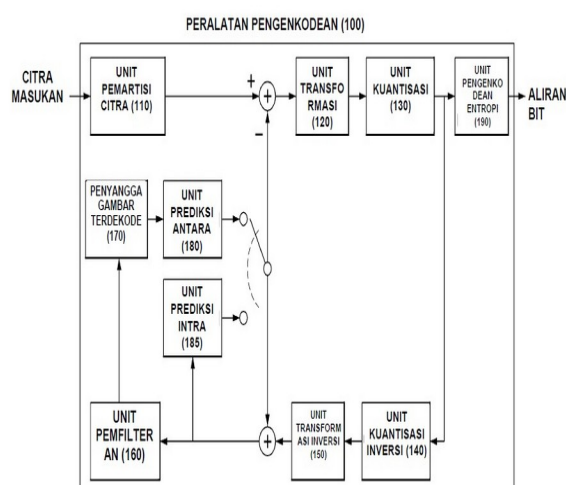 PERALATAN PENGENKODEAN (100)
CITRA
MASUKAN
UNIT
PEMARTISI
CITRA (110)
+
−
UNIT
TRANSFO
RMASI
(120)
UNIT
KUANTISASI
(130)
UNIT
PENGENKO
DEAN
ENTROPI
(190)
ALIRAN
BIT
PENYANGGA
GAMBAR
TERDEKODE
(170)
UNIT
PREDIKSI
ANTARA
(180)
UNIT
PREDIKSI
INTRA
(185)
UNIT
PEMFILTER
AN (160)
UNIT
TRANSFORM
ASI INVERSI
(150)
UNIT
KUANTISASI
INVERSI (140)